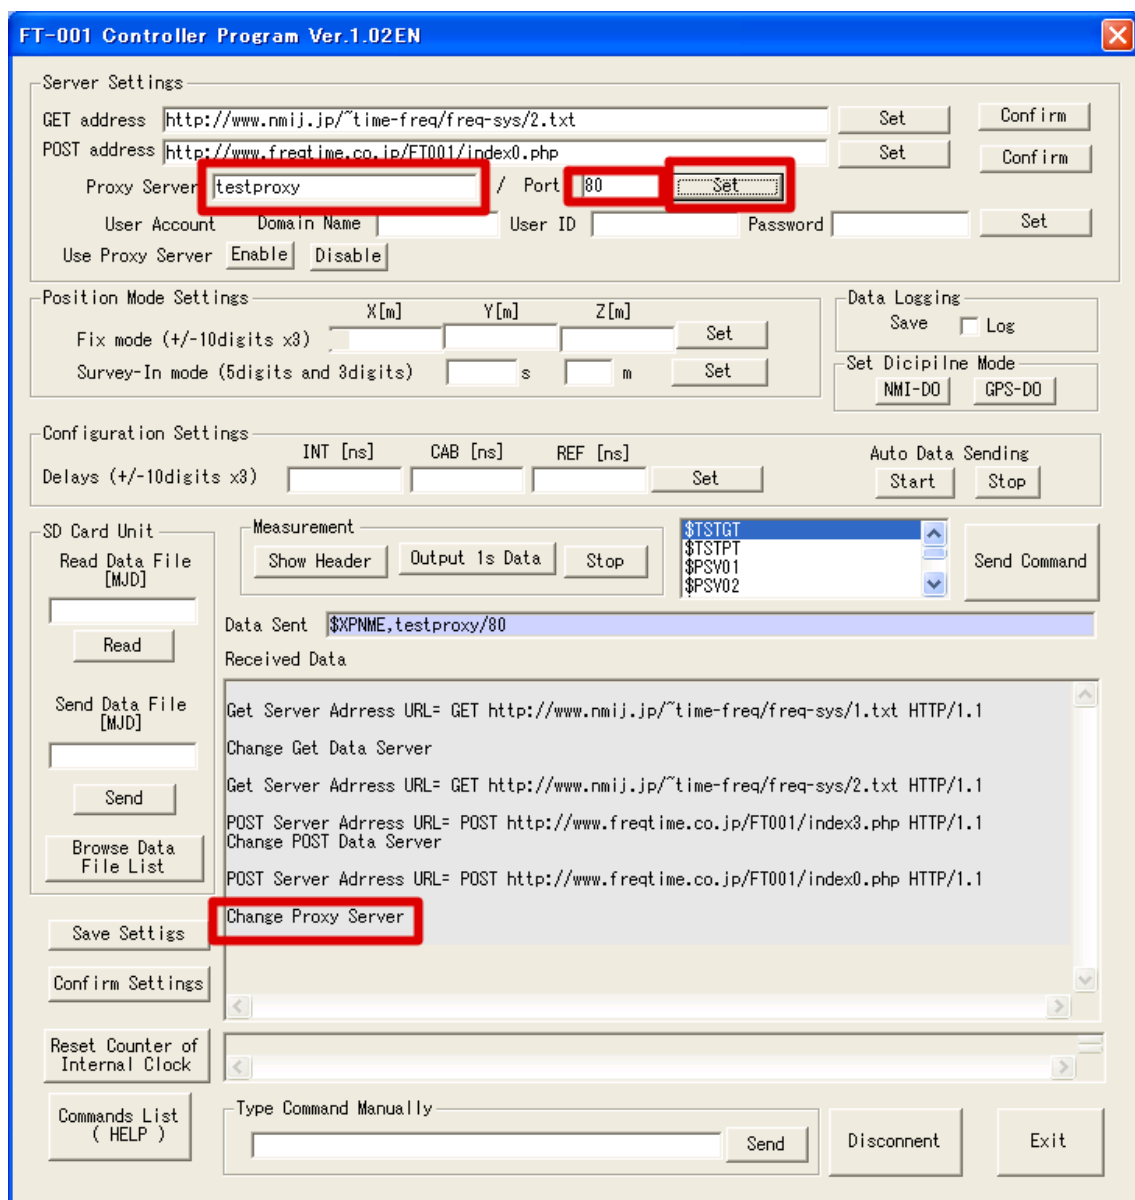 FT-001 Controller Program Ver.1.02EN
Server Settings
GET address http://www.nmij.jp/~time-freq/freq-sys/2.txt Set Confirm
POST address http://www.freqtime.co.jp/FT001/index0.php Set Confirm
Proxy Server testproxy / Port 80 Set
User Account Domain Name User ID Password Set
Use Proxy Server Enable Disable
Position Mode Settings
X[m] Y[m] Z[m]
Fix mode (+/-10digits x3) Set
Survey-In mode (5digits and 3digits) s m Set
Data Logging
Save Log
Set Dicipilne Mode
NMI-DO GPS-DO
Configuration Settings
INT [ns] CAB [ns] REF [ns]
Delays (+/-10digits x3) Set
Auto Data Sending
Start Stop
SD Card Unit
Read Data File
[MJD]
Read
Send Data File
[MJD]
Send
Browse Data
File List
Measurement
Show Header Output 1s Data Stop
$TSTGT
$TSTPT
$PSV01
$PSV02
Send Command
Data Sent $XPNME,testproxy/80
Received Data
Get Server Adrress URL= GET http://www.nmij.jp/~time-freq/freq-sys/1.txt HTTP/1.1
Change Get Data Server
Get Server Adrress URL= GET http://www.nmij.jp/~time-freq/freq-sys/2.txt HTTP/1.1
POST Server Adrress URL= POST http://www.freqtime.co.jp/FT001/index3.php HTTP/1.1
Change POST Data Server
POST Server Adrress URL= POST http://www.freqtime.co.jp/FT001/index0.php HTTP/1.1
Change Proxy Server
Save Settigs
Confirm Settings
Reset Counter of
Internal Clock
Commands List
( HELP )
Type Command Manually
Send
Disconnent
Exit